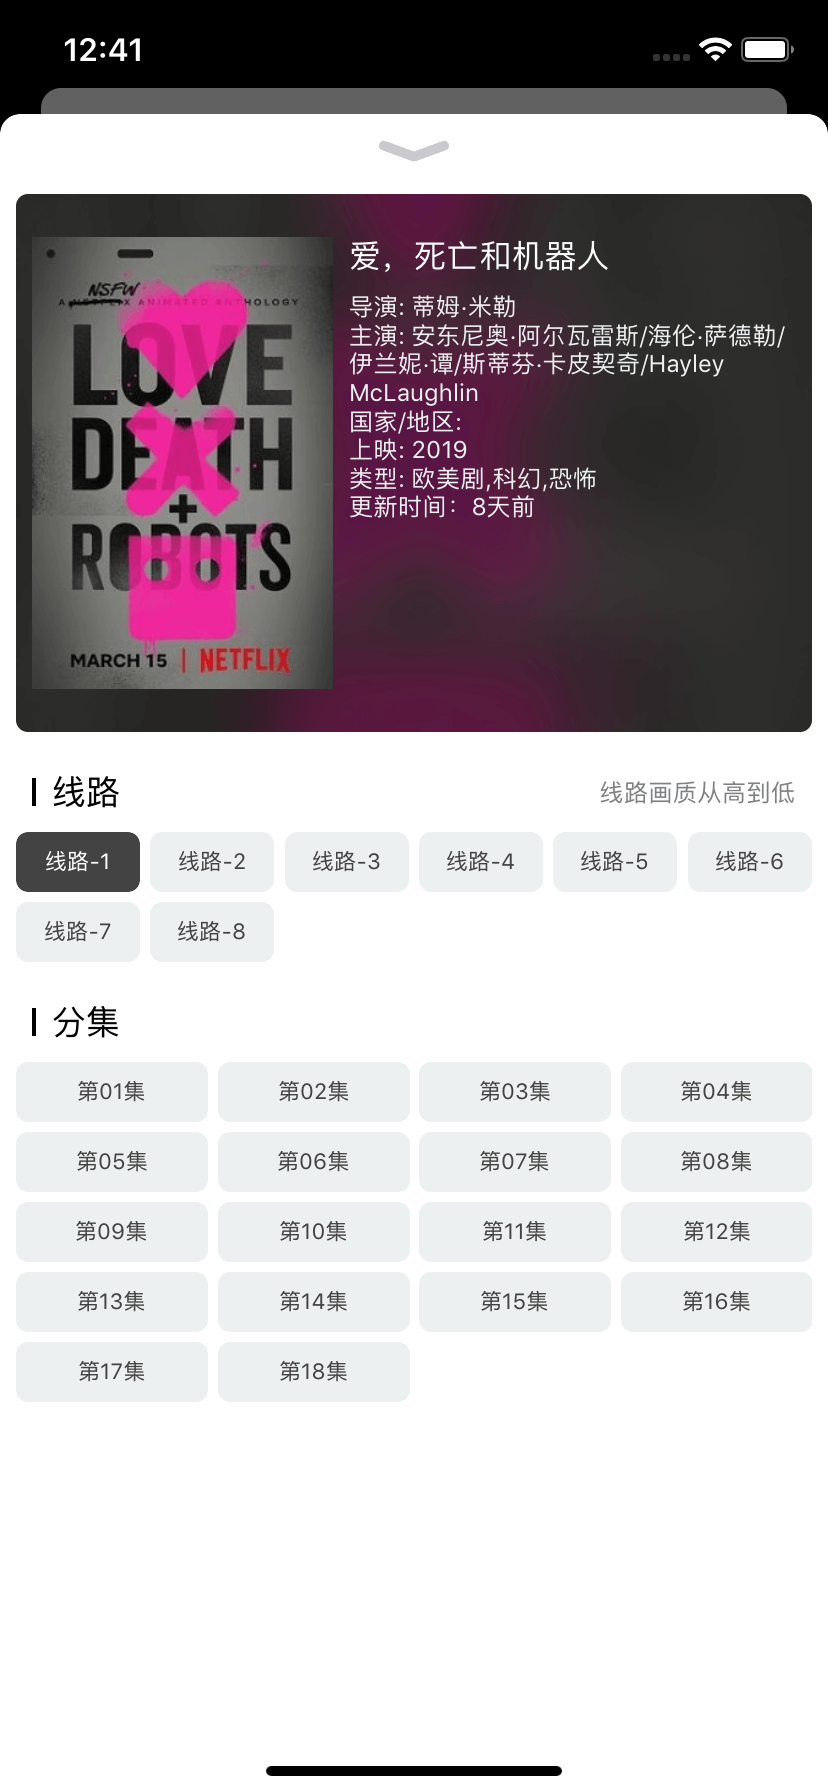 12:41
NSFW
A NETFLIX ANIMATED ANTHOLOGY
LOVE
DEATH
+
ROBOTS
MARCH 15 | NETFLIX
爱，死亡和机器人
导演: 蒂姆·米勒
主演: 安东尼奥·阿尔瓦雷斯/海伦·萨德勒/
伊兰妮·谭/斯蒂芬·卡皮契奇/Hayley
McLaughlin
国家/地区:
上映: 2019
类型: 欧美剧,科幻,恐怖
更新时间：8天前
线路
线路画质从高到低
线路-1 线路-2 线路-3 线路-4 线路-5 线路-6
线路-7 线路-8
分集
第01集 第02集 第03集 第04集
第05集 第06集 第07集 第08集
第09集 第10集 第11集 第12集
第13集 第14集 第15集 第16集
第17集 第18集